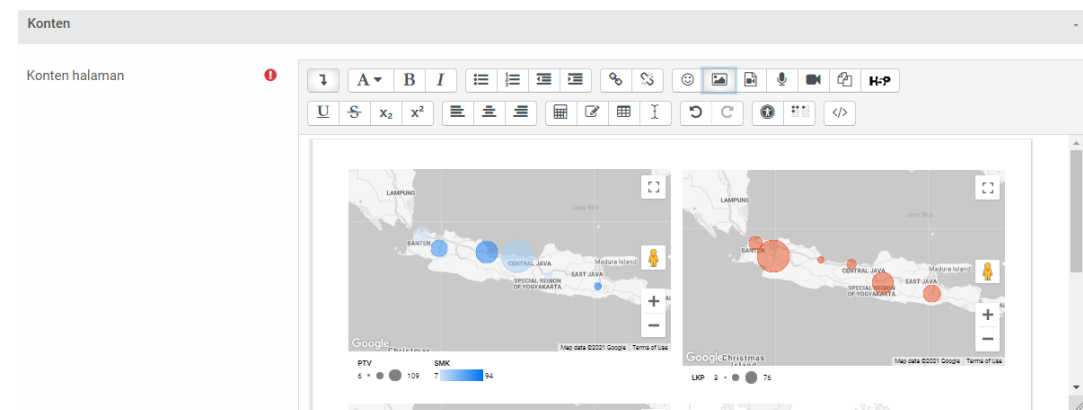 Konten -
Konten halaman
A B I H-P
U S x₂ x² </>
LAMPUNG
Java Sea
BANTEN
CENTRAL JAVA
Madura Island
EAST JAVA
SPECIAL REGION
OF YOGYAKARTA
+
−
Google
Christmas
Map data ©2021 Google Terms of Use
PTV SMK
6 109 7 94
LAMPUNG
Java Sea
BANTEN
CENTRAL JAVA
Madura Island
EAST JAVA
SPECIAL REGION
OF YOGYAKARTA
+
−
Google
Christmas
Island
Map data ©2021 Google Terms of Use
LKP 3 76